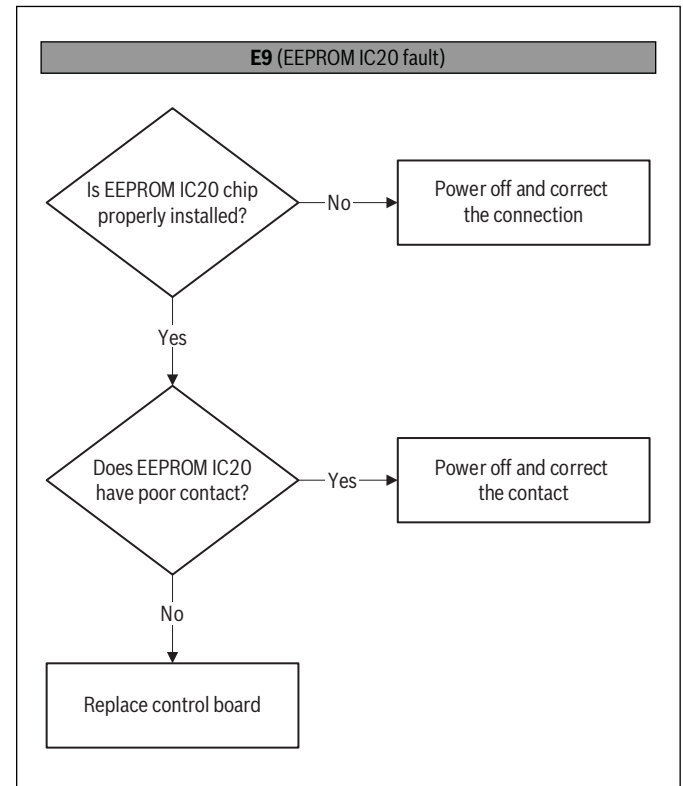 E9 (EEPROM IC20 fault)
Is EEPROM IC20 chip
properly installed?
No
Power off and correct
the connection
Yes
Does EEPROM IC20
have poor contact?
Yes
Power off and correct
the contact
No
Replace control board